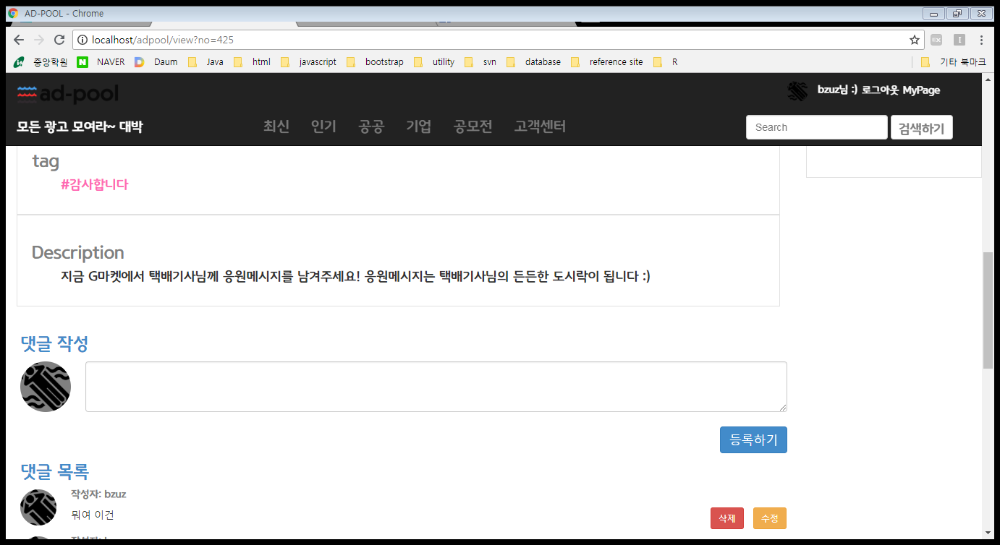 AD-POOL - Chrome
localhost/adpool/view?no=425
중앙학원 NAVER Daum Java html javascript bootstrap utility svn database reference site R 기타 북마크
ad-pool
bzuz님 :) 로그아웃 MyPage
모든 광고 모여라~ 대박 최신 인기 공공 기업 공모전 고객센터 Search 검색하기
tag
#감사합니다
Description
지금 G마켓에서 택배기사님께 응원메시지를 남겨주세요! 응원메시지는 택배기사님의 든든한 도시락이 됩니다 :)
댓글 작성
등록하기
댓글 목록
작성자: bzuz
뭐여 이건 삭제 수정